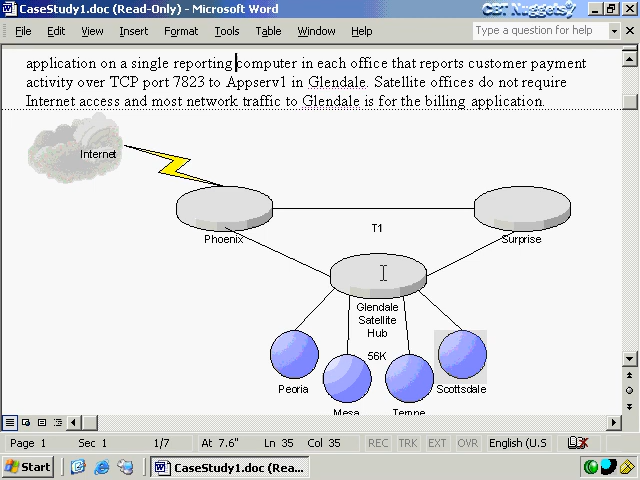 CaseStudy1.doc (Read-Only) - Microsoft Word
CBT Nuggets
File Edit View Insert Format Tools Table Window Help
Type a question for help
application on a single reporting computer in each office that reports customer payment
activity over TCP port 7823 to Appserv1 in Glendale. Satellite offices do not require
Internet access and most network traffic to Glendale is for the billing application.
Internet
Phoenix
T1
Surprise
Glendale
Satellite
Hub
56K
Peoria
Mesa
Tempe
Scottsdale
Page 1 Sec 1 1/7 At 7.6" Ln 35 Col 35 REC TRK EXT OVR English (U.S
Start
CaseStudy1.doc (Rea...